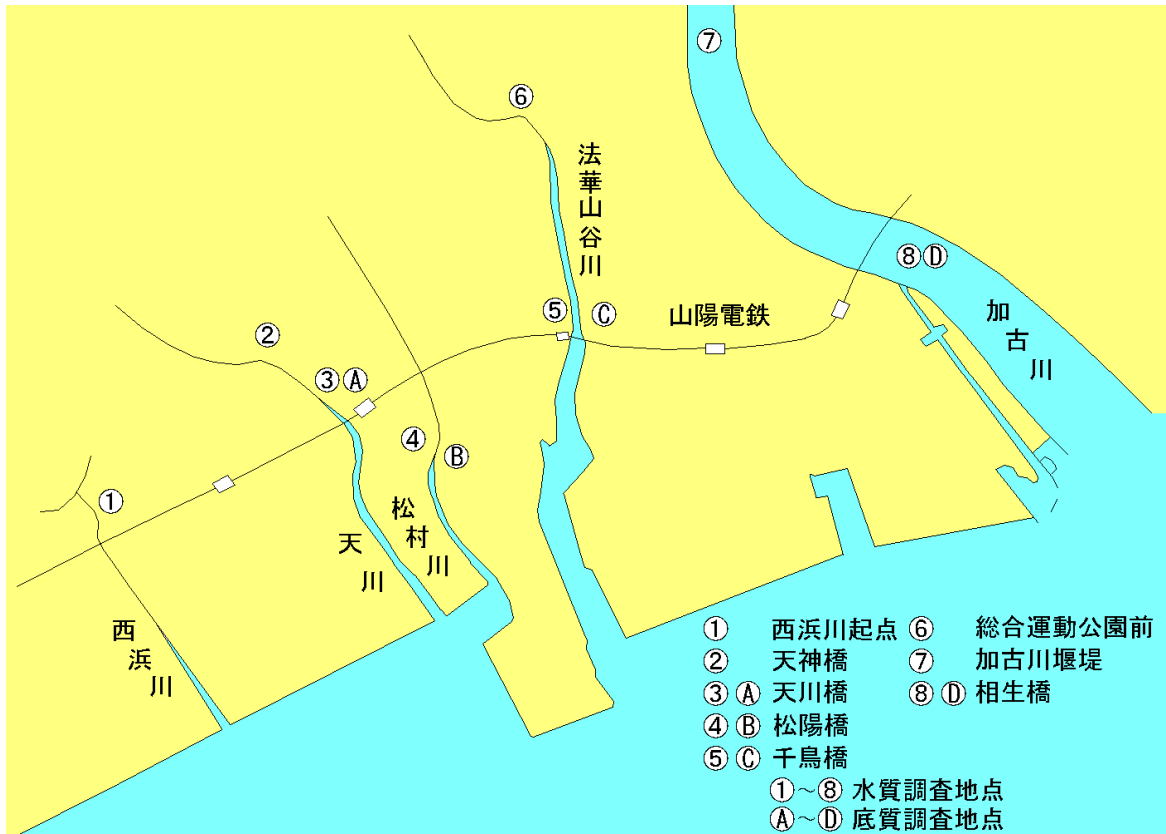 ⑦
⑥
法華山谷川
⑧Ⓓ
⑤
Ⓒ
山陽電鉄
加古川
②
③Ⓐ
④
Ⓑ
①
松村川
天川
西浜川
① 西浜川起点
② 天神橋
③Ⓐ 天川橋
④Ⓑ 松陽橋
⑤Ⓒ 千鳥橋
⑥ 総合運動公園前
⑦ 加古川堰堤
⑧Ⓓ 相生橋
①～⑧ 水質調査地点
Ⓐ～Ⓓ 底質調査地点